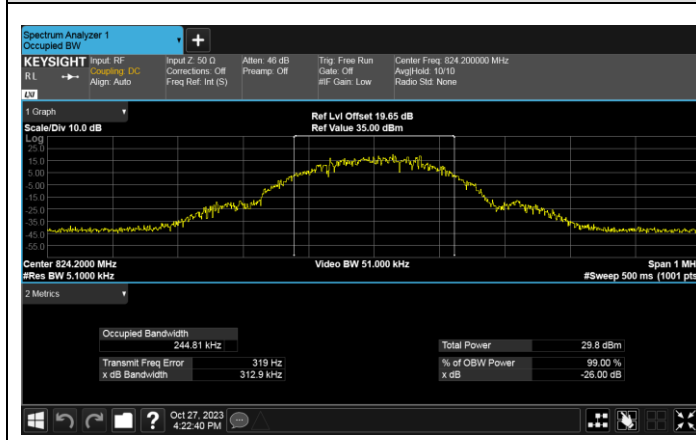 Spectrum Analyzer 1
Occupied BW
+
KEYSIGHT
RL
LXI
Input: RF
Coupling: DC
Align: Auto
Input Z: 50 Ω
Corrections: Off
Freq Ref: Int (S)
Atten: 46 dB
Preamp: Off
Trig: Free Run
Gate: Off
#IF Gain: Low
Center Freq: 824.200000 MHz
Avg|Hold: 10/10
Radio Std: None
1 Graph
Scale/Div 10.0 dB
Ref Lvl Offset 19.65 dB
Ref Value 35.00 dBm
Log
25.0
15.0
5.00
-5.00
-15.0
-25.0
-35.0
-45.0
-55.0
Center 824.2000 MHz
#Res BW 5.1000 kHz
Video BW 51.000 kHz
Span 1 MH
#Sweep 500 ms (1001 pts
2 Metrics
Occupied Bandwidth
244.81 kHz
Transmit Freq Error 319 Hz
x dB Bandwidth 312.9 kHz
Total Power 29.8 dBm
% of OBW Power 99.00 %
x dB -26.00 dB
?
Oct 27, 2023
4:22:40 PM